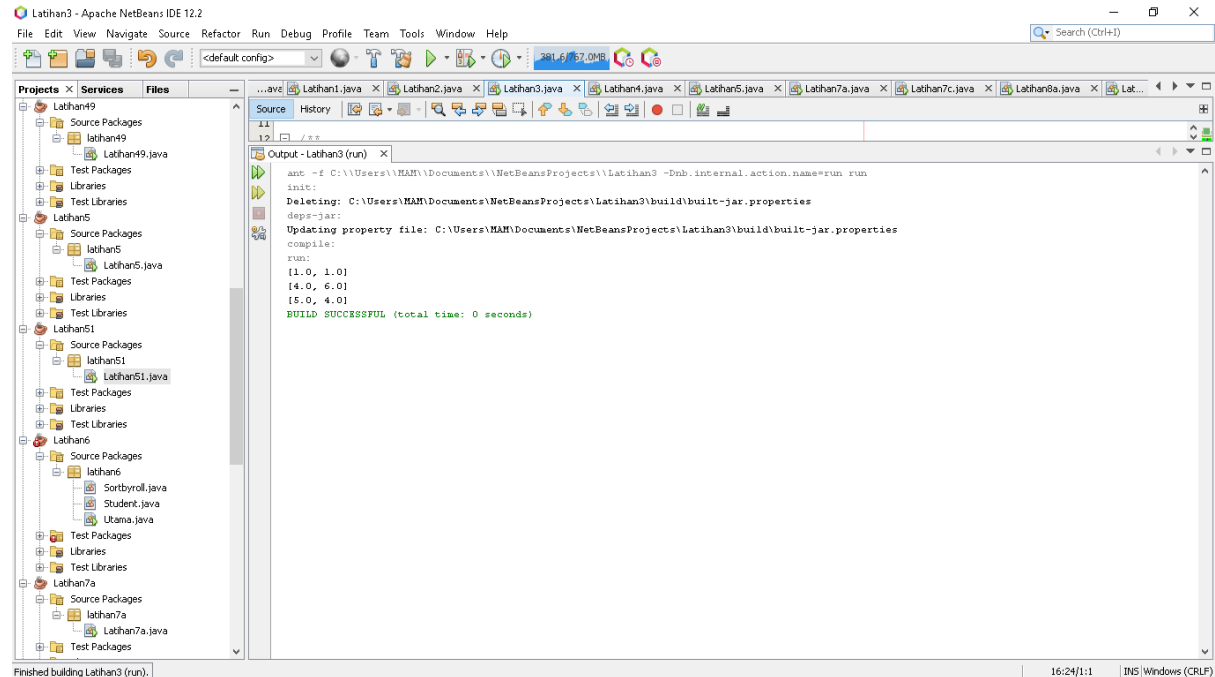 Latihan3 - Apache NetBeans IDE 12.2
File Edit View Navigate Source Refactor Run Debug Profile Team Tools Window Help
Search (Ctrl+I)
<default config>
381.6/767.0MB
Projects Services Files
...ava Latihan1.java Latihan2.java Latihan3.java Latihan4.java Latihan5.java Latihan7a.java Latihan7c.java Latihan8a.java Lat...
Source History
11
12 /**
Output - Latihan3 (run)
ant -f C:\\Users\\MAM\\Documents\\NetBeansProjects\\Latihan3 -Dnb.internal.action.name=run run
init:
Deleting: C:\Users\MAM\Documents\NetBeansProjects\Latihan3\build\built-jar.properties
deps-jar:
Updating property file: C:\Users\MAM\Documents\NetBeansProjects\Latihan3\build\built-jar.properties
compile:
run:
[1.0, 1.0]
[4.0, 6.0]
[5.0, 4.0]
BUILD SUCCESSFUL (total time: 0 seconds)
Latihan49
Source Packages
latihan49
Latihan49.java
Test Packages
Libraries
Test Libraries
Latihan5
Source Packages
latihan5
Latihan5.java
Test Packages
Libraries
Test Libraries
Latihan51
Source Packages
latihan51
Latihan51.java
Test Packages
Libraries
Test Libraries
Latihan6
Source Packages
latihan6
Sortbyroll.java
Student.java
Utama.java
Test Packages
Libraries
Test Libraries
Latihan7a
Source Packages
latihan7a
Latihan7a.java
Test Packages
Finished building Latihan3 (run).
16:24/1:1 INS Windows (CRLF)